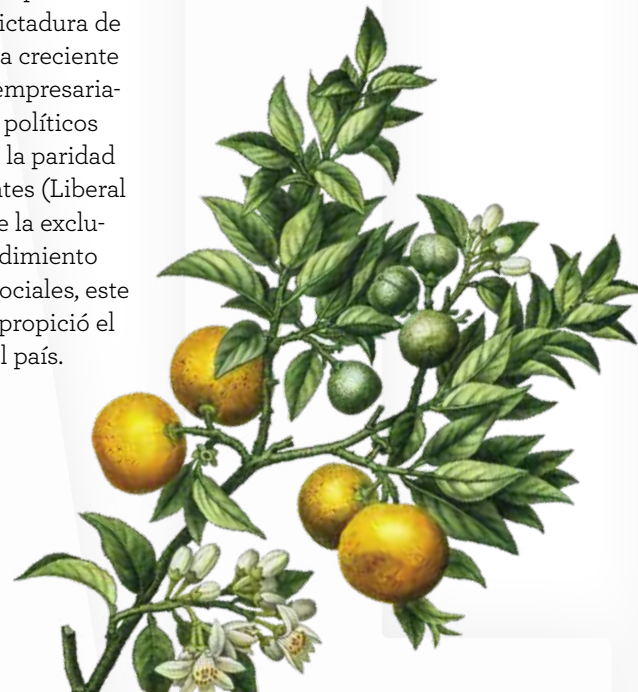 ictadura de
a creciente
empresaria-
políticos
la paridad
ntes (Liberal
e la exclu-
dimiento
ociales, este
propició el
l país.